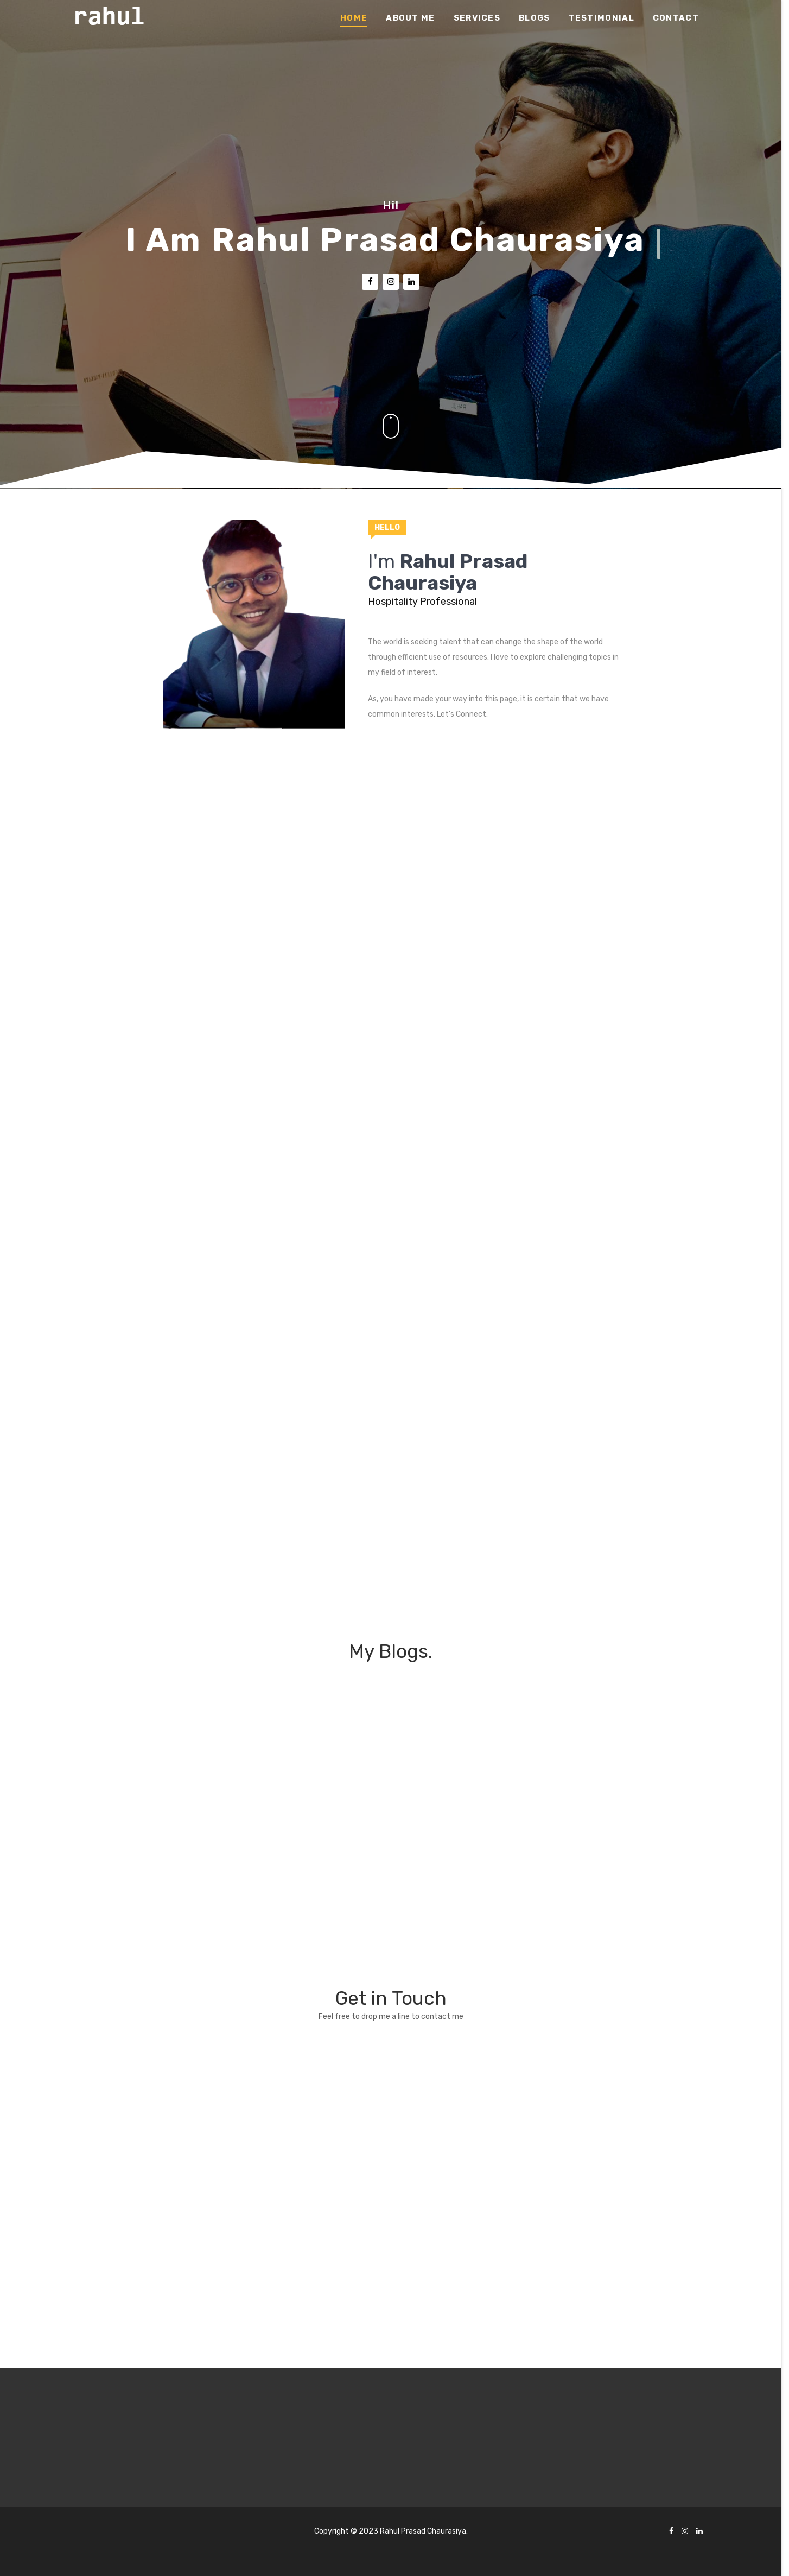 rahul
HOME ABOUT ME SERVICES BLOGS TESTIMONIAL CONTACT
Hi!
I Am Rahul Prasad Chaurasiya |
HELLO
I'm Rahul Prasad
Chaurasiya
Hospitality Professional
The world is seeking talent that can change the shape of the world
through efficient use of resources. I love to explore challenging topics in
my field of interest.
As, you have made your way into this page, it is certain that we have
common interests. Let's Connect.
My Blogs.
Get in Touch
Feel free to drop me a line to contact me
Copyright © 2023 Rahul Prasad Chaurasiya.